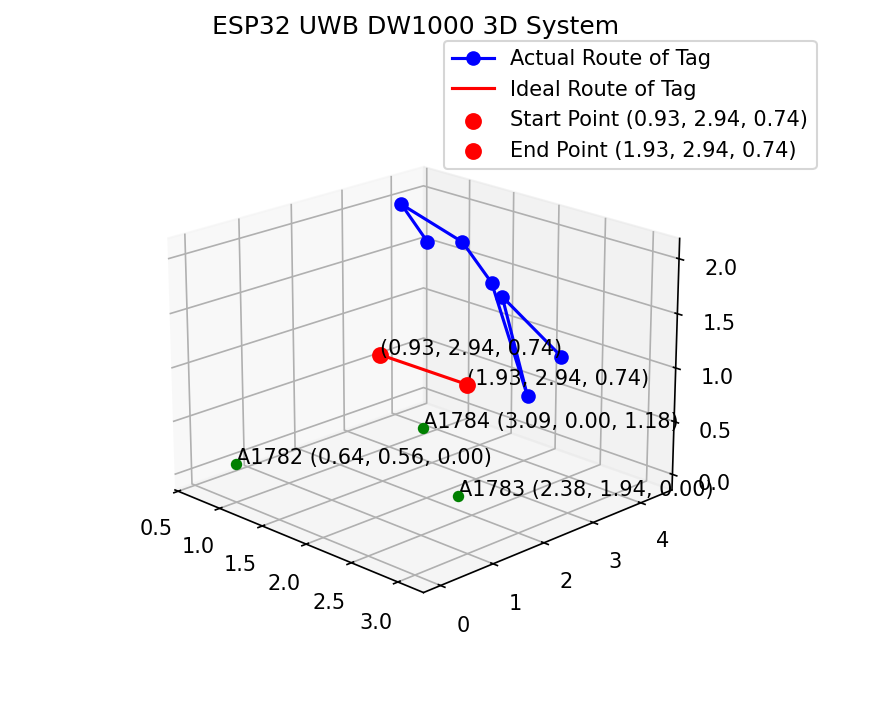 ESP32 UWB DW1000 3D System
Actual Route of Tag
Ideal Route of Tag
Start Point (0.93, 2.94, 0.74)
End Point (1.93, 2.94, 0.74)
(0.93, 2.94, 0.74)
(1.93, 2.94, 0.74)
A1784 (3.09, 0.00, 1.18)
A1782 (0.64, 0.56, 0.00)
A1783 (2.38, 1.94, 0.00)
2.0
1.5
1.0
0.5
0.0
0.5
1.0
1.5
2.0
2.5
3.0
0
1
2
3
4